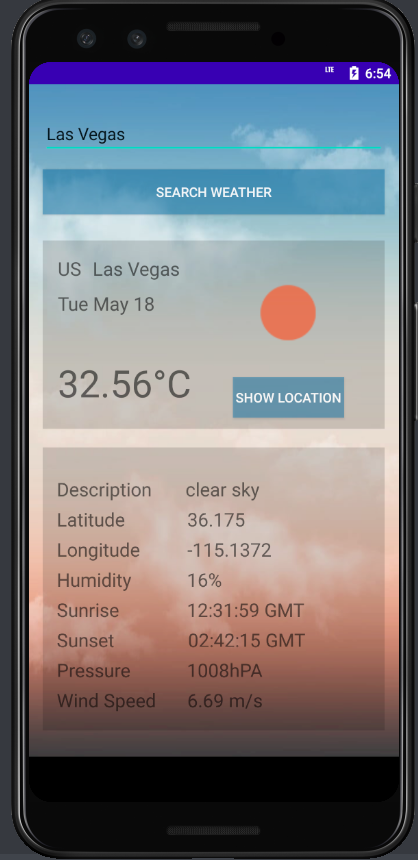 LTE 6:54
Las Vegas
SEARCH WEATHER
US Las Vegas
Tue May 18
32.56°C
SHOW LOCATION
Description clear sky
Latitude 36.175
Longitude -115.1372
Humidity 16%
Sunrise 12:31:59 GMT
Sunset 02:42:15 GMT
Pressure 1008hPA
Wind Speed 6.69 m/s